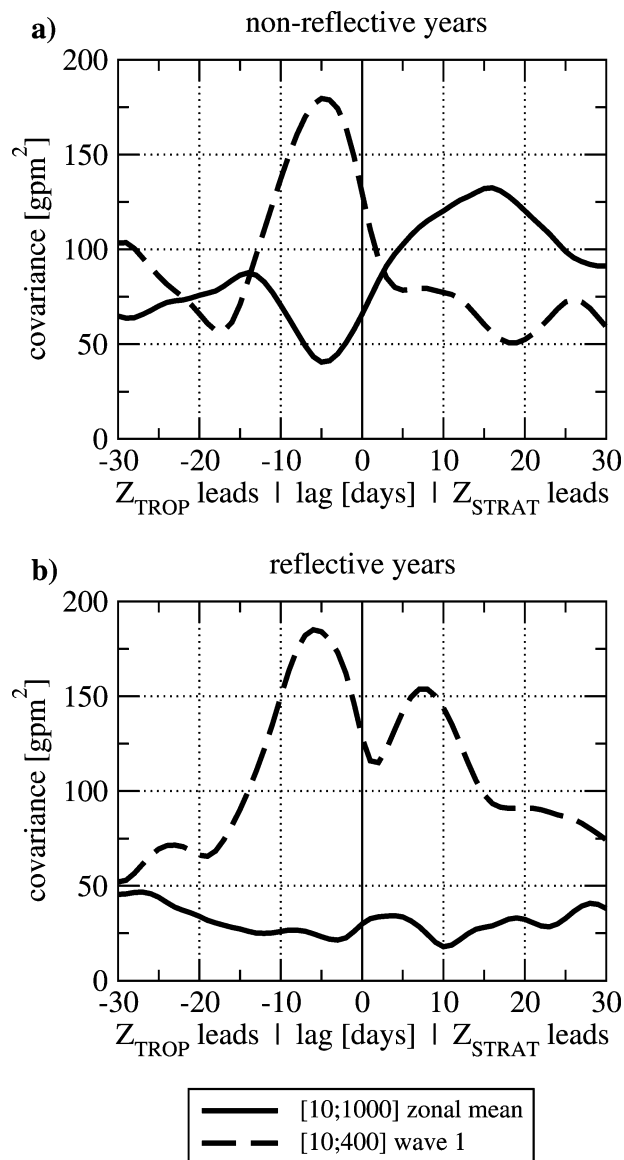 a) non-reflective years
200
150
100
50
0
covariance [gpm²]
-30 -20 -10 0 10 20 30
Z_TROP leads | lag [days] | Z_STRAT leads
b) reflective years
200
150
100
50
0
covariance [gpm²]
-30 -20 -10 0 10 20 30
Z_TROP leads | lag [days] | Z_STRAT leads
[10;1000] zonal mean
[10;400] wave 1